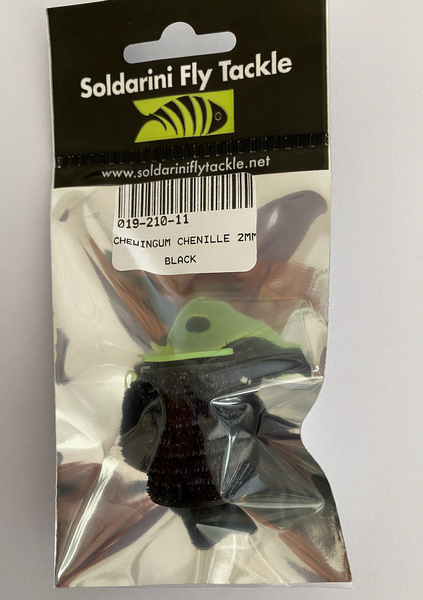 Soldarini Fly Tackle
www.soldariniflytackle.net
019-210-11
CHEWINGUM CHENILLE 2MM
BLACK